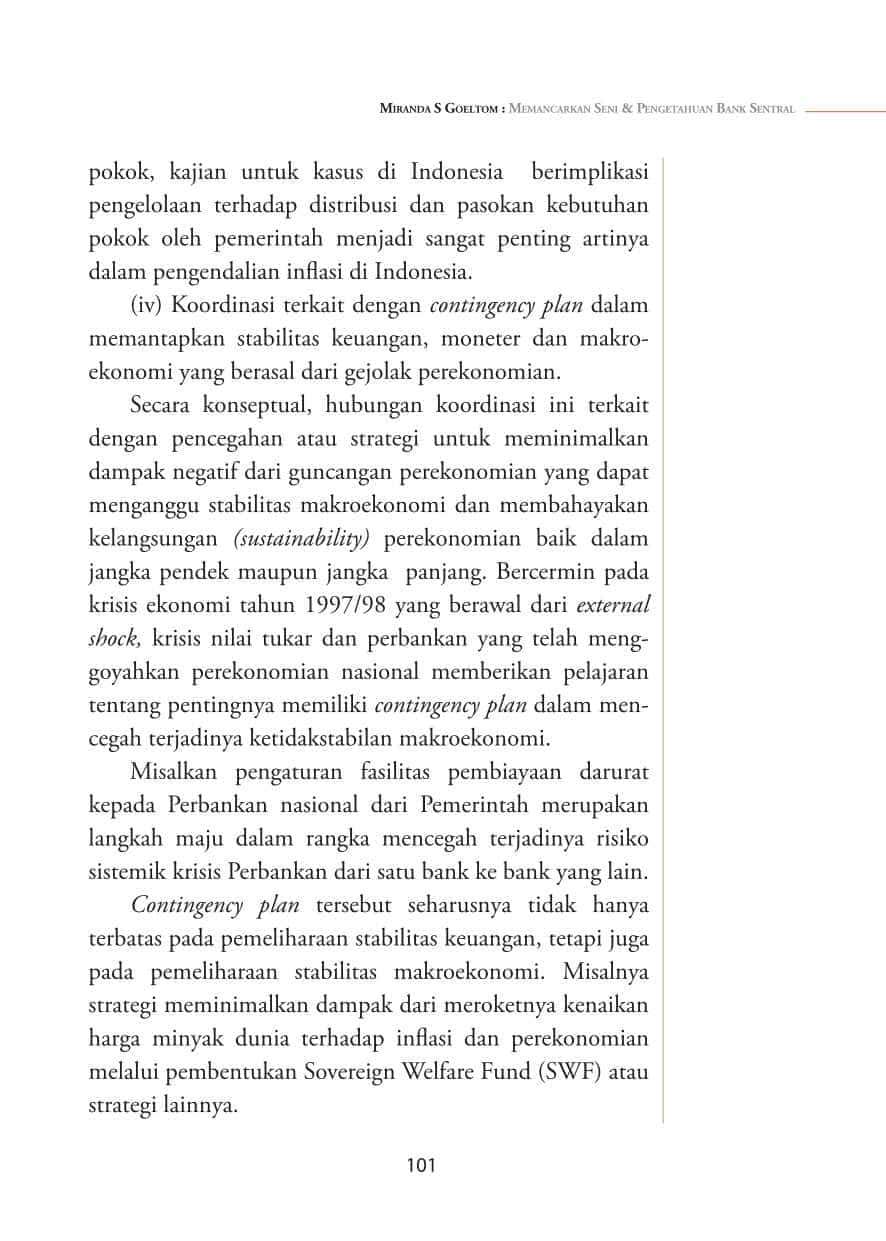 MIRANDA S GOELTOM : MEMANCARKAN SENI & PENGETAHUAN BANK SENTRAL
pokok, kajian untuk kasus di Indonesia berimplikasi
pengelolaan terhadap distribusi dan pasokan kebutuhan
pokok oleh pemerintah menjadi sangat penting artinya
dalam pengendalian inflasi di Indonesia.
(iv) Koordinasi terkait dengan contingency plan dalam
memantapkan stabilitas keuangan, moneter dan makro-
ekonomi yang berasal dari gejolak perekonomian.
Secara konseptual, hubungan koordinasi ini terkait
dengan pencegahan atau strategi untuk meminimalkan
dampak negatif dari guncangan perekonomian yang dapat
menganggu stabilitas makroekonomi dan membahayakan
kelangsungan (sustainability) perekonomian baik dalam
jangka pendek maupun jangka panjang. Bercermin pada
krisis ekonomi tahun 1997/98 yang berawal dari external
shock, krisis nilai tukar dan perbankan yang telah meng-
goyahkan perekonomian nasional memberikan pelajaran
tentang pentingnya memiliki contingency plan dalam men-
cegah terjadinya ketidakstabilan makroekonomi.
Misalkan pengaturan fasilitas pembiayaan darurat
kepada Perbankan nasional dari Pemerintah merupakan
langkah maju dalam rangka mencegah terjadinya risiko
sistemik krisis Perbankan dari satu bank ke bank yang lain.
Contingency plan tersebut seharusnya tidak hanya
terbatas pada pemeliharaan stabilitas keuangan, tetapi juga
pada pemeliharaan stabilitas makroekonomi. Misalnya
strategi meminimalkan dampak dari meroketnya kenaikan
harga minyak dunia terhadap inflasi dan perekonomian
melalui pembentukan Sovereign Welfare Fund (SWF) atau
strategi lainnya.
101